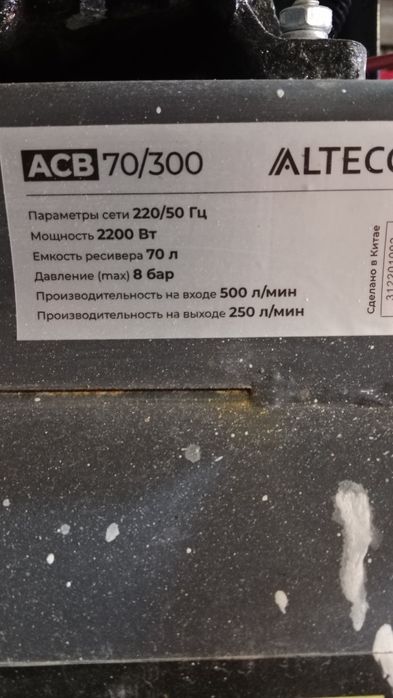 ACB 70/300
ALTECO
Параметры сети 220/50 Гц
Мощность 2200 Вт
Емкость ресивера 70 л
Давление (max) 8 бар
Производительность на входе 500 л/мин
Производительность на выходе 250 л/мин
Сделано в Китае